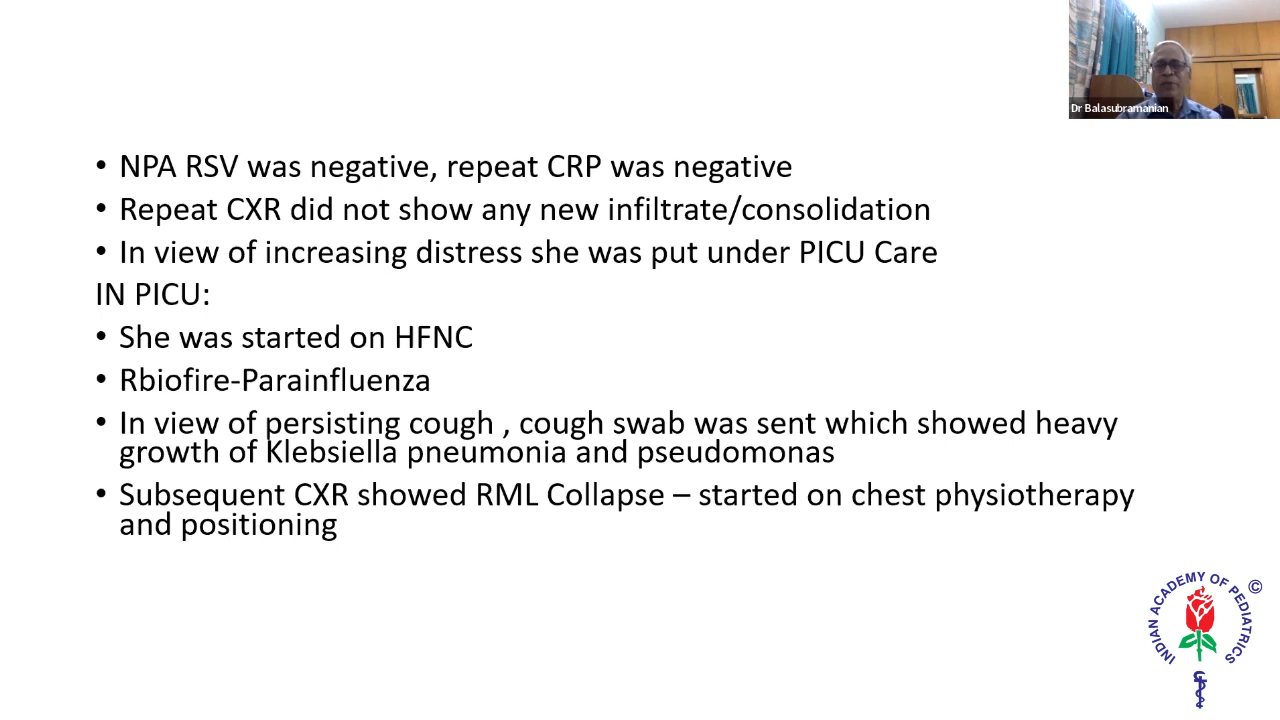 Dr Balasubramanian
• NPA RSV was negative, repeat CRP was negative
• Repeat CXR did not show any new infiltrate/consolidation
• In view of increasing distress she was put under PICU Care
IN PICU:
• She was started on HFNC
• Rbiofire-Parainfluenza
• In view of persisting cough , cough swab was sent which showed heavy
growth of Klebsiella pneumonia and pseudomonas
• Subsequent CXR showed RML Collapse – started on chest physiotherapy
and positioning
INDIAN ACADEMY OF PEDIATRICS
©